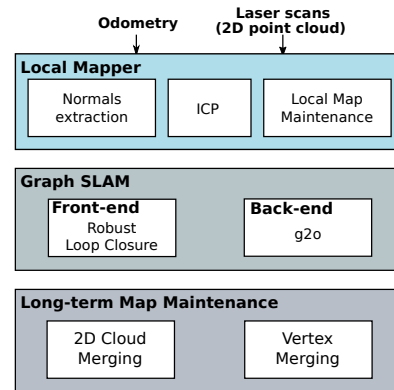 Odometry
Laser scans
(2D point cloud)
Local Mapper
Normals
extraction
ICP
Local Map
Maintenance
Graph SLAM
Front-end
Robust
Loop Closure
Back-end
g2o
Long-term Map Maintenance
2D Cloud
Merging
Vertex
Merging